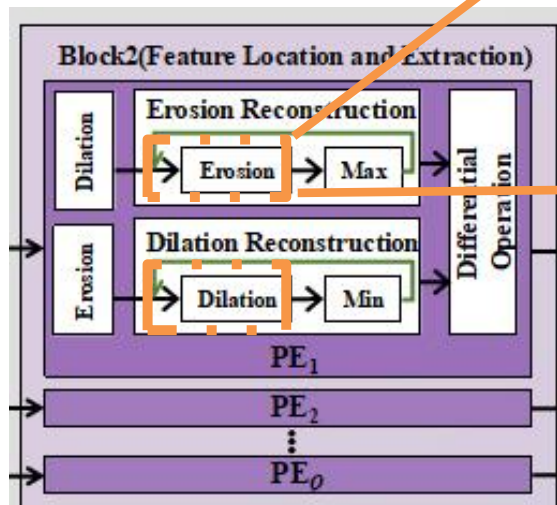 Block2(Feature Location and Extraction)
Dilation
Erosion Reconstruction
Erosion
Max
Erosion
Dilation Reconstruction
Dilation
Min
Differential
Operation
PE₁
PE₂
PE_O